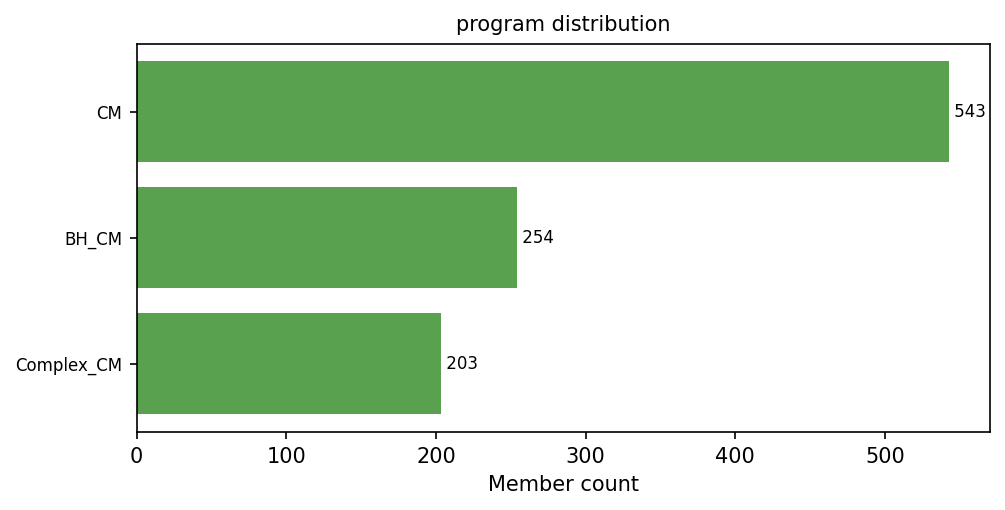 program distribution
CM
543
BH_CM
254
Complex_CM
203
0 100 200 300 400 500
Member count